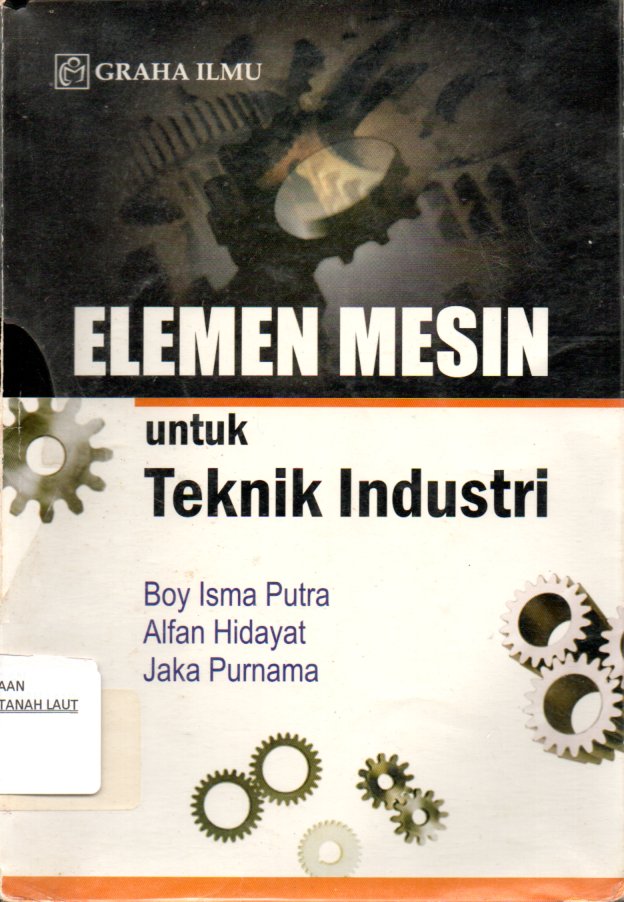 GRAHA ILMU
ELEMEN MESIN
untuk
Teknik Industri
Boy Isma Putra
Alfan Hidayat
Jaka Purnama
AAN
TANAH LAUT